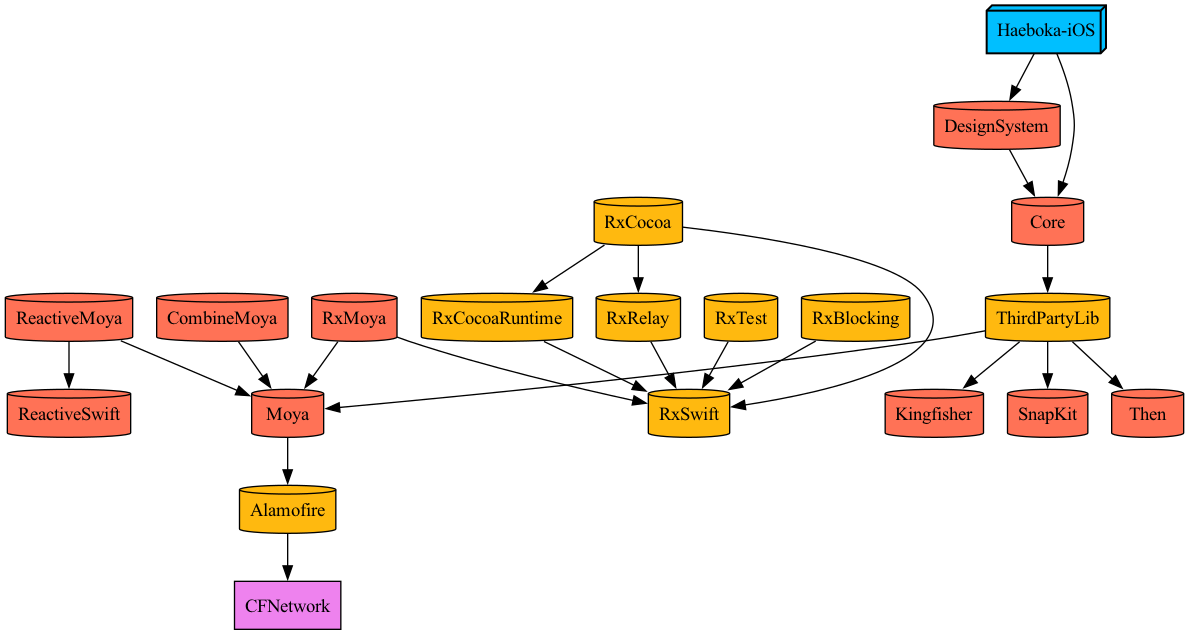 Haeboka-iOS
DesignSystem
RxCocoa
Core
ReactiveMoya
CombineMoya
RxMoya
RxCocoaRuntime
RxRelay
RxTest
RxBlocking
ThirdPartyLib
ReactiveSwift
Moya
RxSwift
Kingfisher
SnapKit
Then
Alamofire
CFNetwork